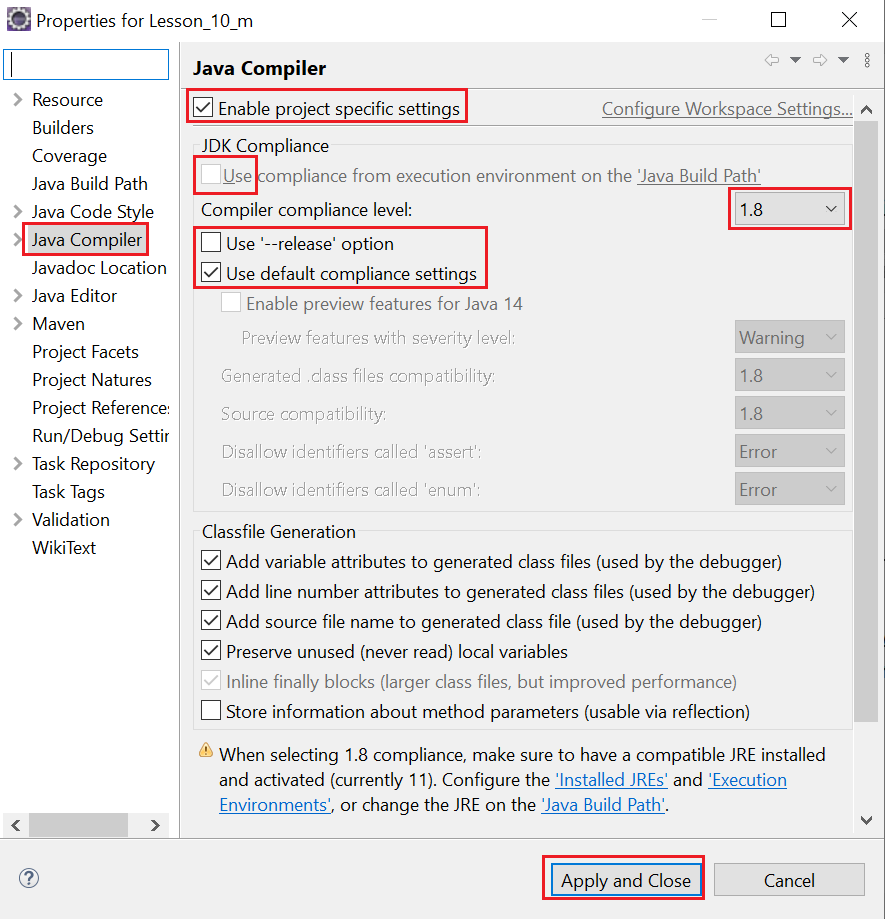 Properties for Lesson_10_m
Resource
Builders
Coverage
Java Build Path
Java Code Style
Java Compiler
Javadoc Location
Java Editor
Maven
Project Facets
Project Natures
Project References
Run/Debug Settin
Task Repository
Task Tags
Validation
WikiText
Java Compiler
Enable project specific settings
Configure Workspace Settings...
JDK Compliance
Use compliance from execution environment on the 'Java Build Path'
Compiler compliance level: 1.8
Use '--release' option
Use default compliance settings
Enable preview features for Java 14
Preview features with severity level: Warning
Generated .class files compatibility: 1.8
Source compatibility: 1.8
Disallow identifiers called 'assert': Error
Disallow identifiers called 'enum': Error
Classfile Generation
Add variable attributes to generated class files (used by the debugger)
Add line number attributes to generated class files (used by the debugger)
Add source file name to generated class file (used by the debugger)
Preserve unused (never read) local variables
Inline finally blocks (larger class files, but improved performance)
Store information about method parameters (usable via reflection)
When selecting 1.8 compliance, make sure to have a compatible JRE installed
and activated (currently 11). Configure the 'Installed JREs' and 'Execution
Environments', or change the JRE on the 'Java Build Path'.
Apply and Close
Cancel